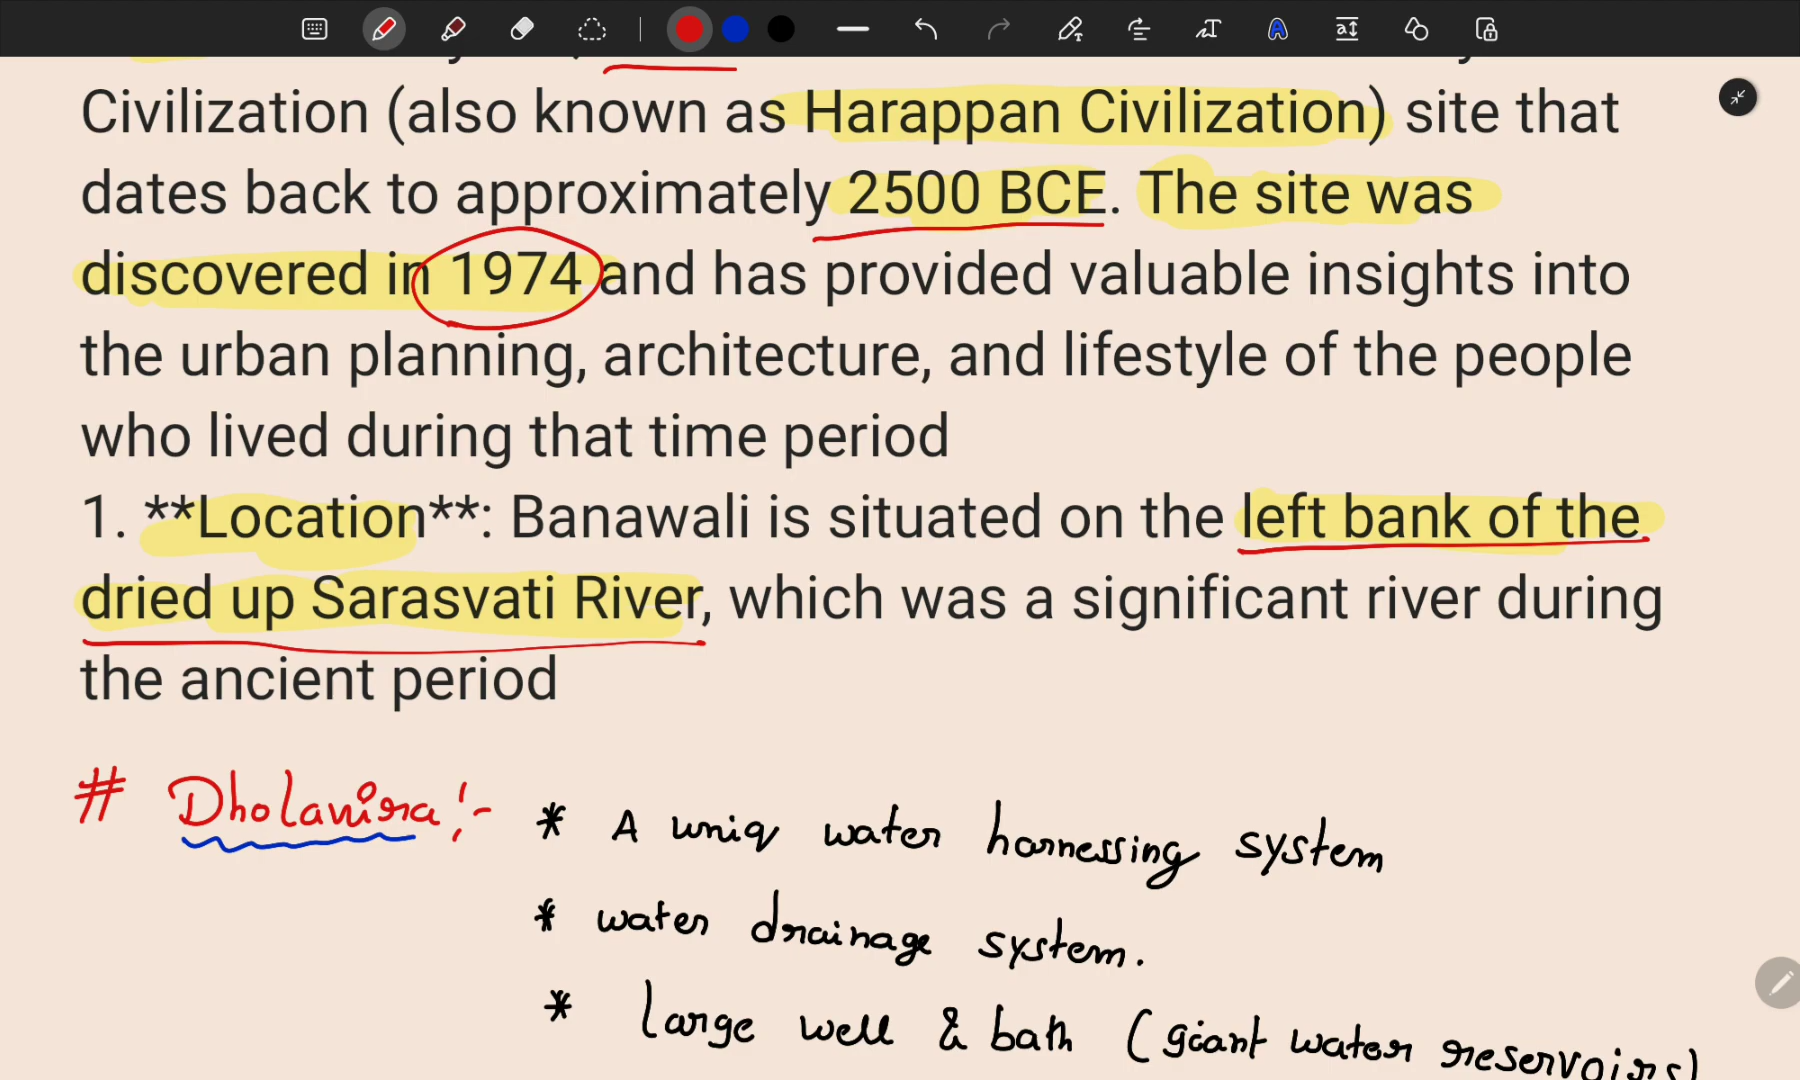 Civilization (also known as Harappan Civilization) site that
dates back to approximately 2500 BCE. The site was
discovered in 1974 and has provided valuable insights into
the urban planning, architecture, and lifestyle of the people
who lived during that time period
1. **Location**: Banawali is situated on the left bank of the
dried up Sarasvati River, which was a significant river during
the ancient period
# Dholavira :-
* A uniq water harnessing system
* water drainage system.
* large well & bath (giant water reservoirs)